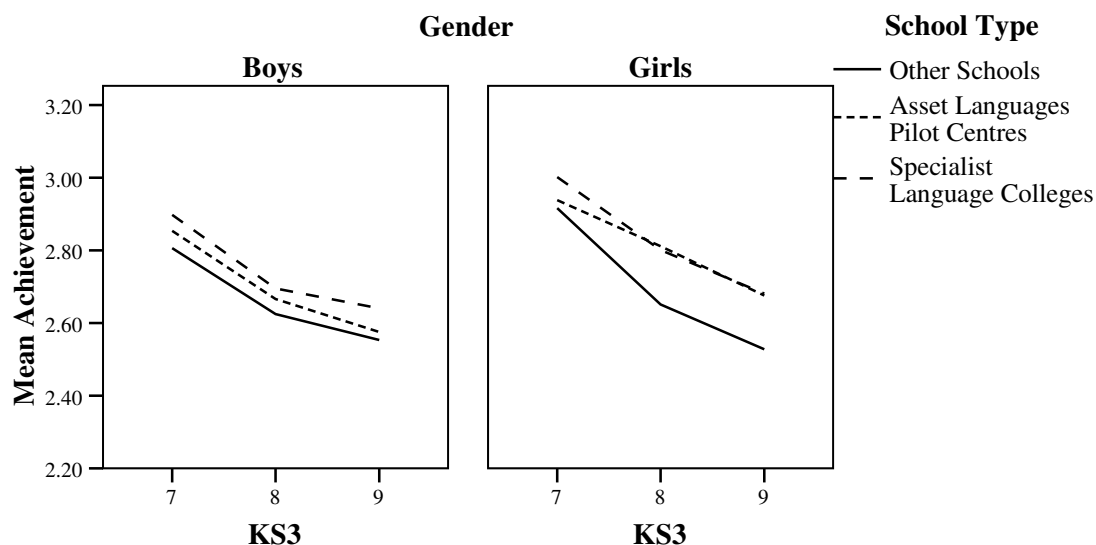 Gender
Boys
Girls
School Type
Other Schools
Asset Languages
Pilot Centres
Specialist
Language Colleges
Mean Achievement
3.20
3.00
2.80
2.60
2.40
2.20
7 8 9
7 8 9
KS3
KS3